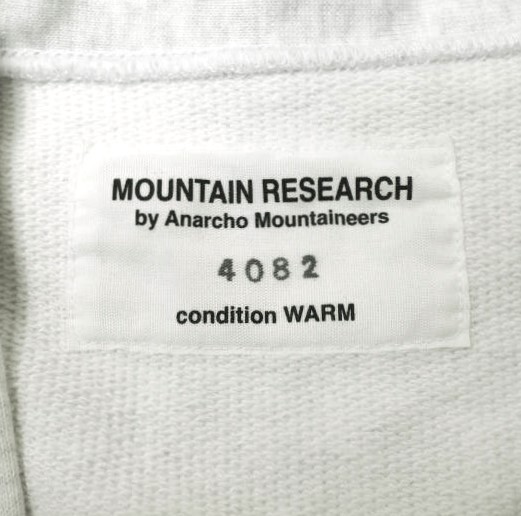 MOUNTAIN RESEARCH
by Anarcho Mountaineers
4082
condition WARM